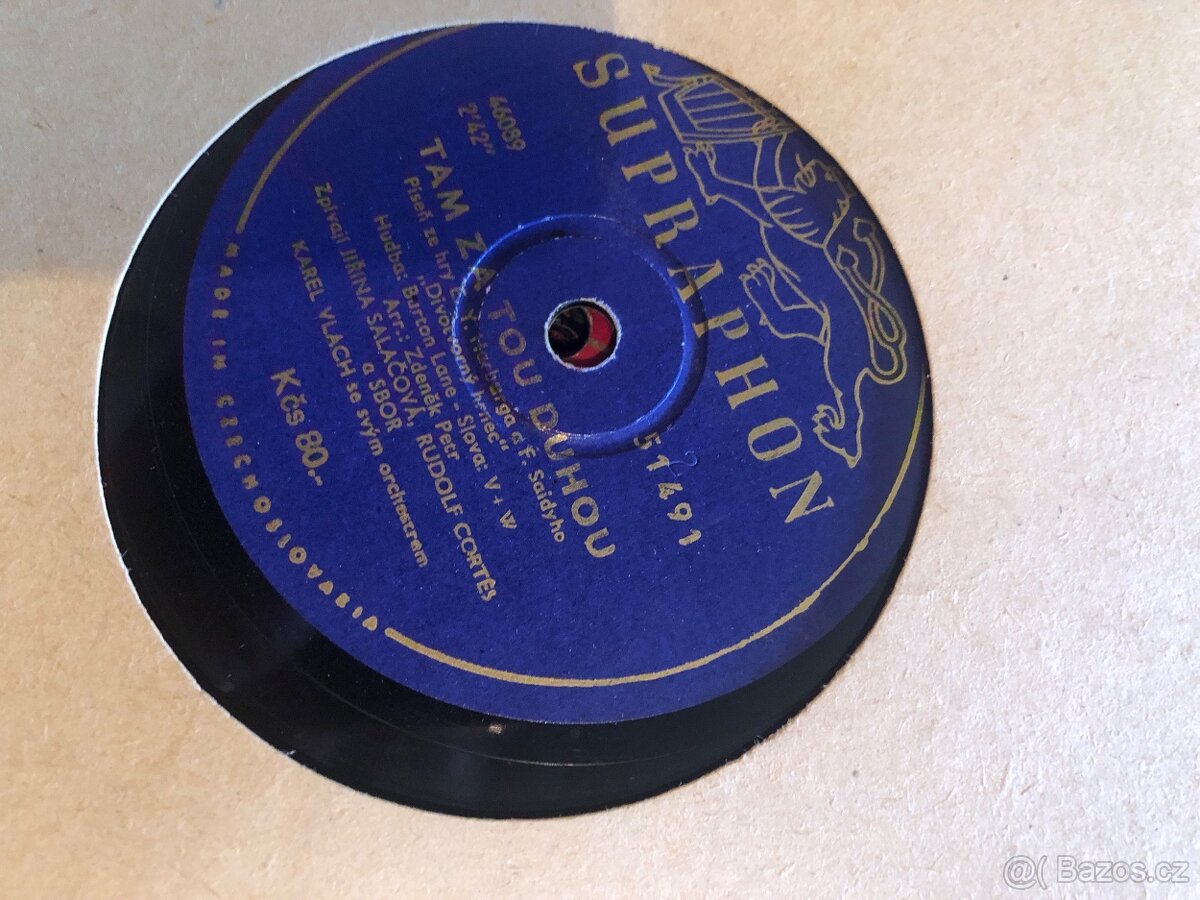 SUPRAPHON
51491
46089
2'42"
TAM ZA TOU DUHOU
Píseň ze hry E. Y. Harburga a F. Saidyho
„Divotvorný hrnec"
Hudba: Burton Lane - Slova: V + W
Arr.: Zdeněk Petr
Zpívají JIŘINA SALAČOVÁ, RUDOLF CORTÉS
a SBOR
KAREL VLACH se svým orchestrem
Kčs 80.-
MADE IN CZECHOSLOVAKIA
@( Bazos.cz